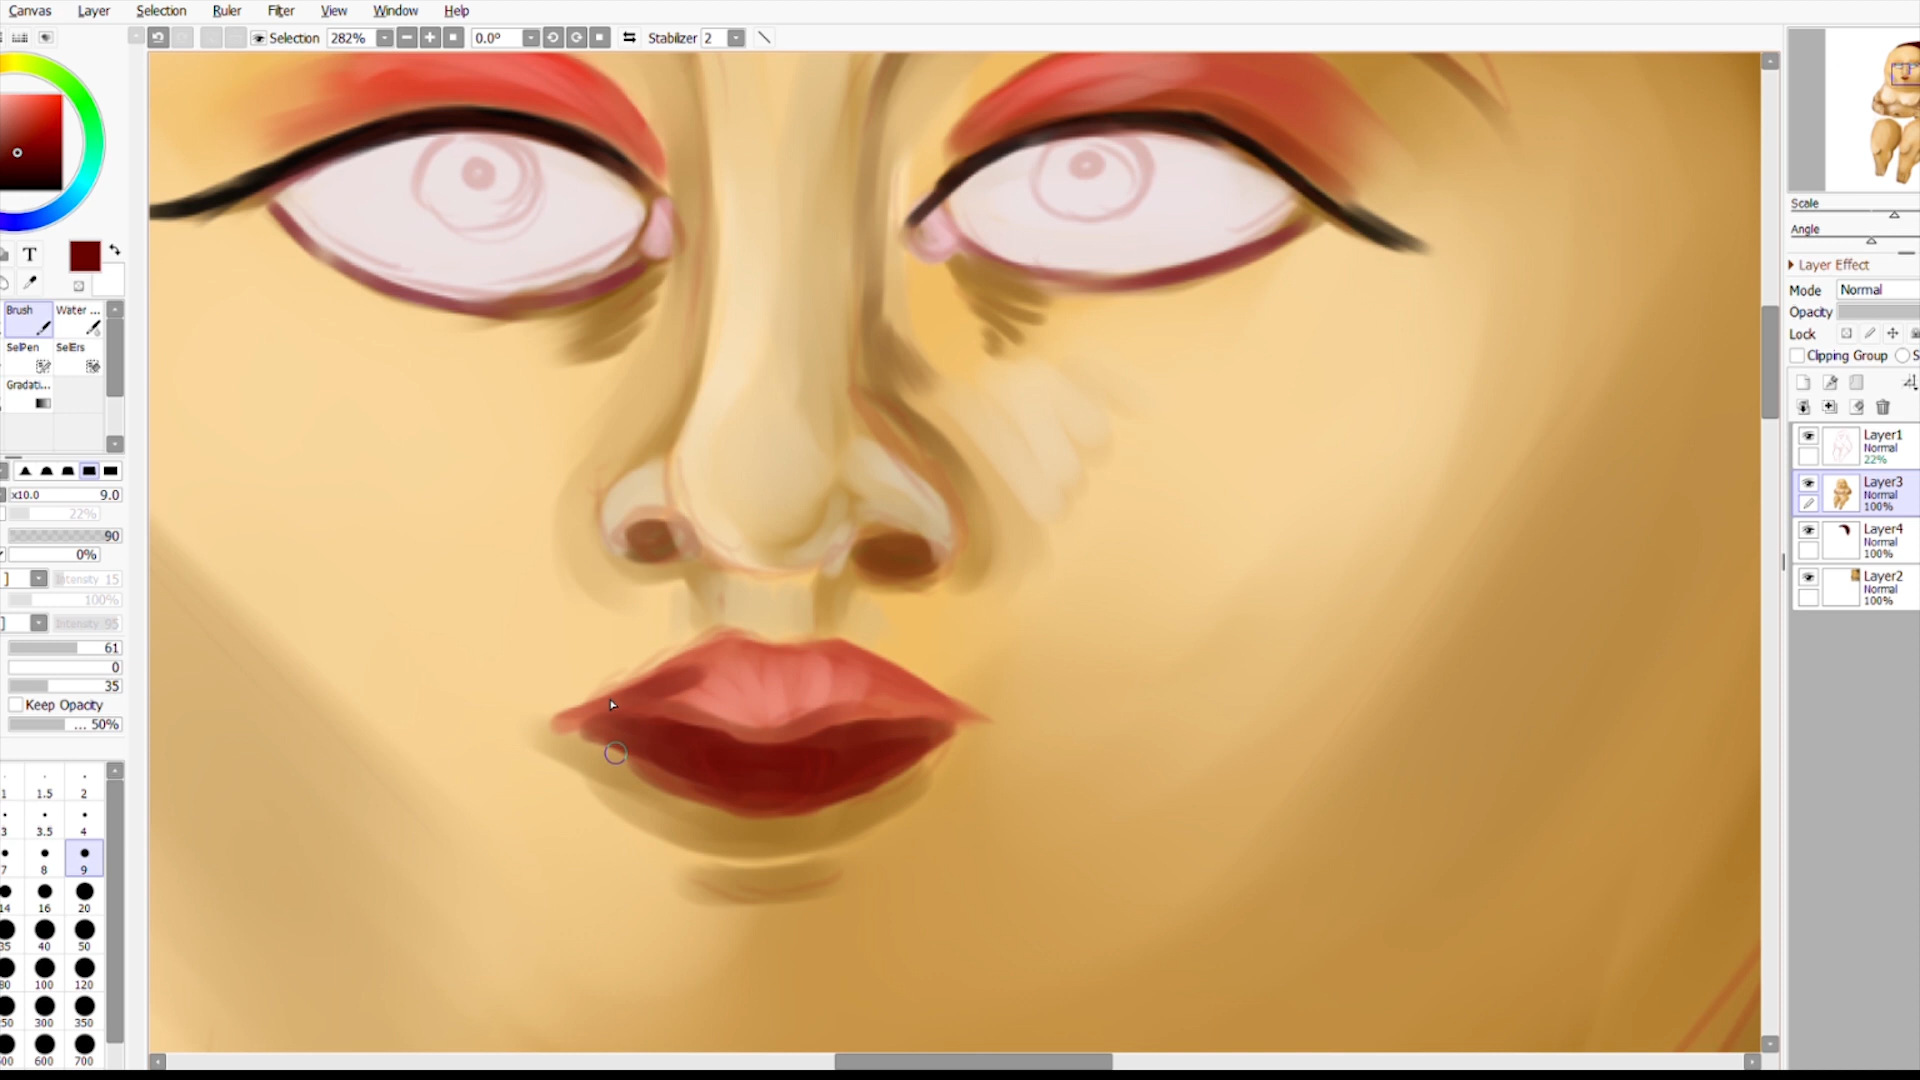 Canvas Layer Selection Ruler Filter View Window Help
Selection 282% 0.0° Stabilizer 2
T
Brush Water ...
SelPen SelErs
Gradati...
x10.0 9.0
22%
90
0%
] Intensity 15
100%
] Intensity 95
61
0
35
Keep Opacity
... 50%
1 1.5 2
3 3.5 4
7 8 9
14 16 20
35 40 50
80 100 120
250 300 350
500 600 700
Scale
Angle
Layer Effect
Mode Normal
Opacity
Lock
Clipping Group S
Layer1
Normal
22%
Layer3
Normal
100%
Layer4
Normal
100%
Layer2
Normal
100%